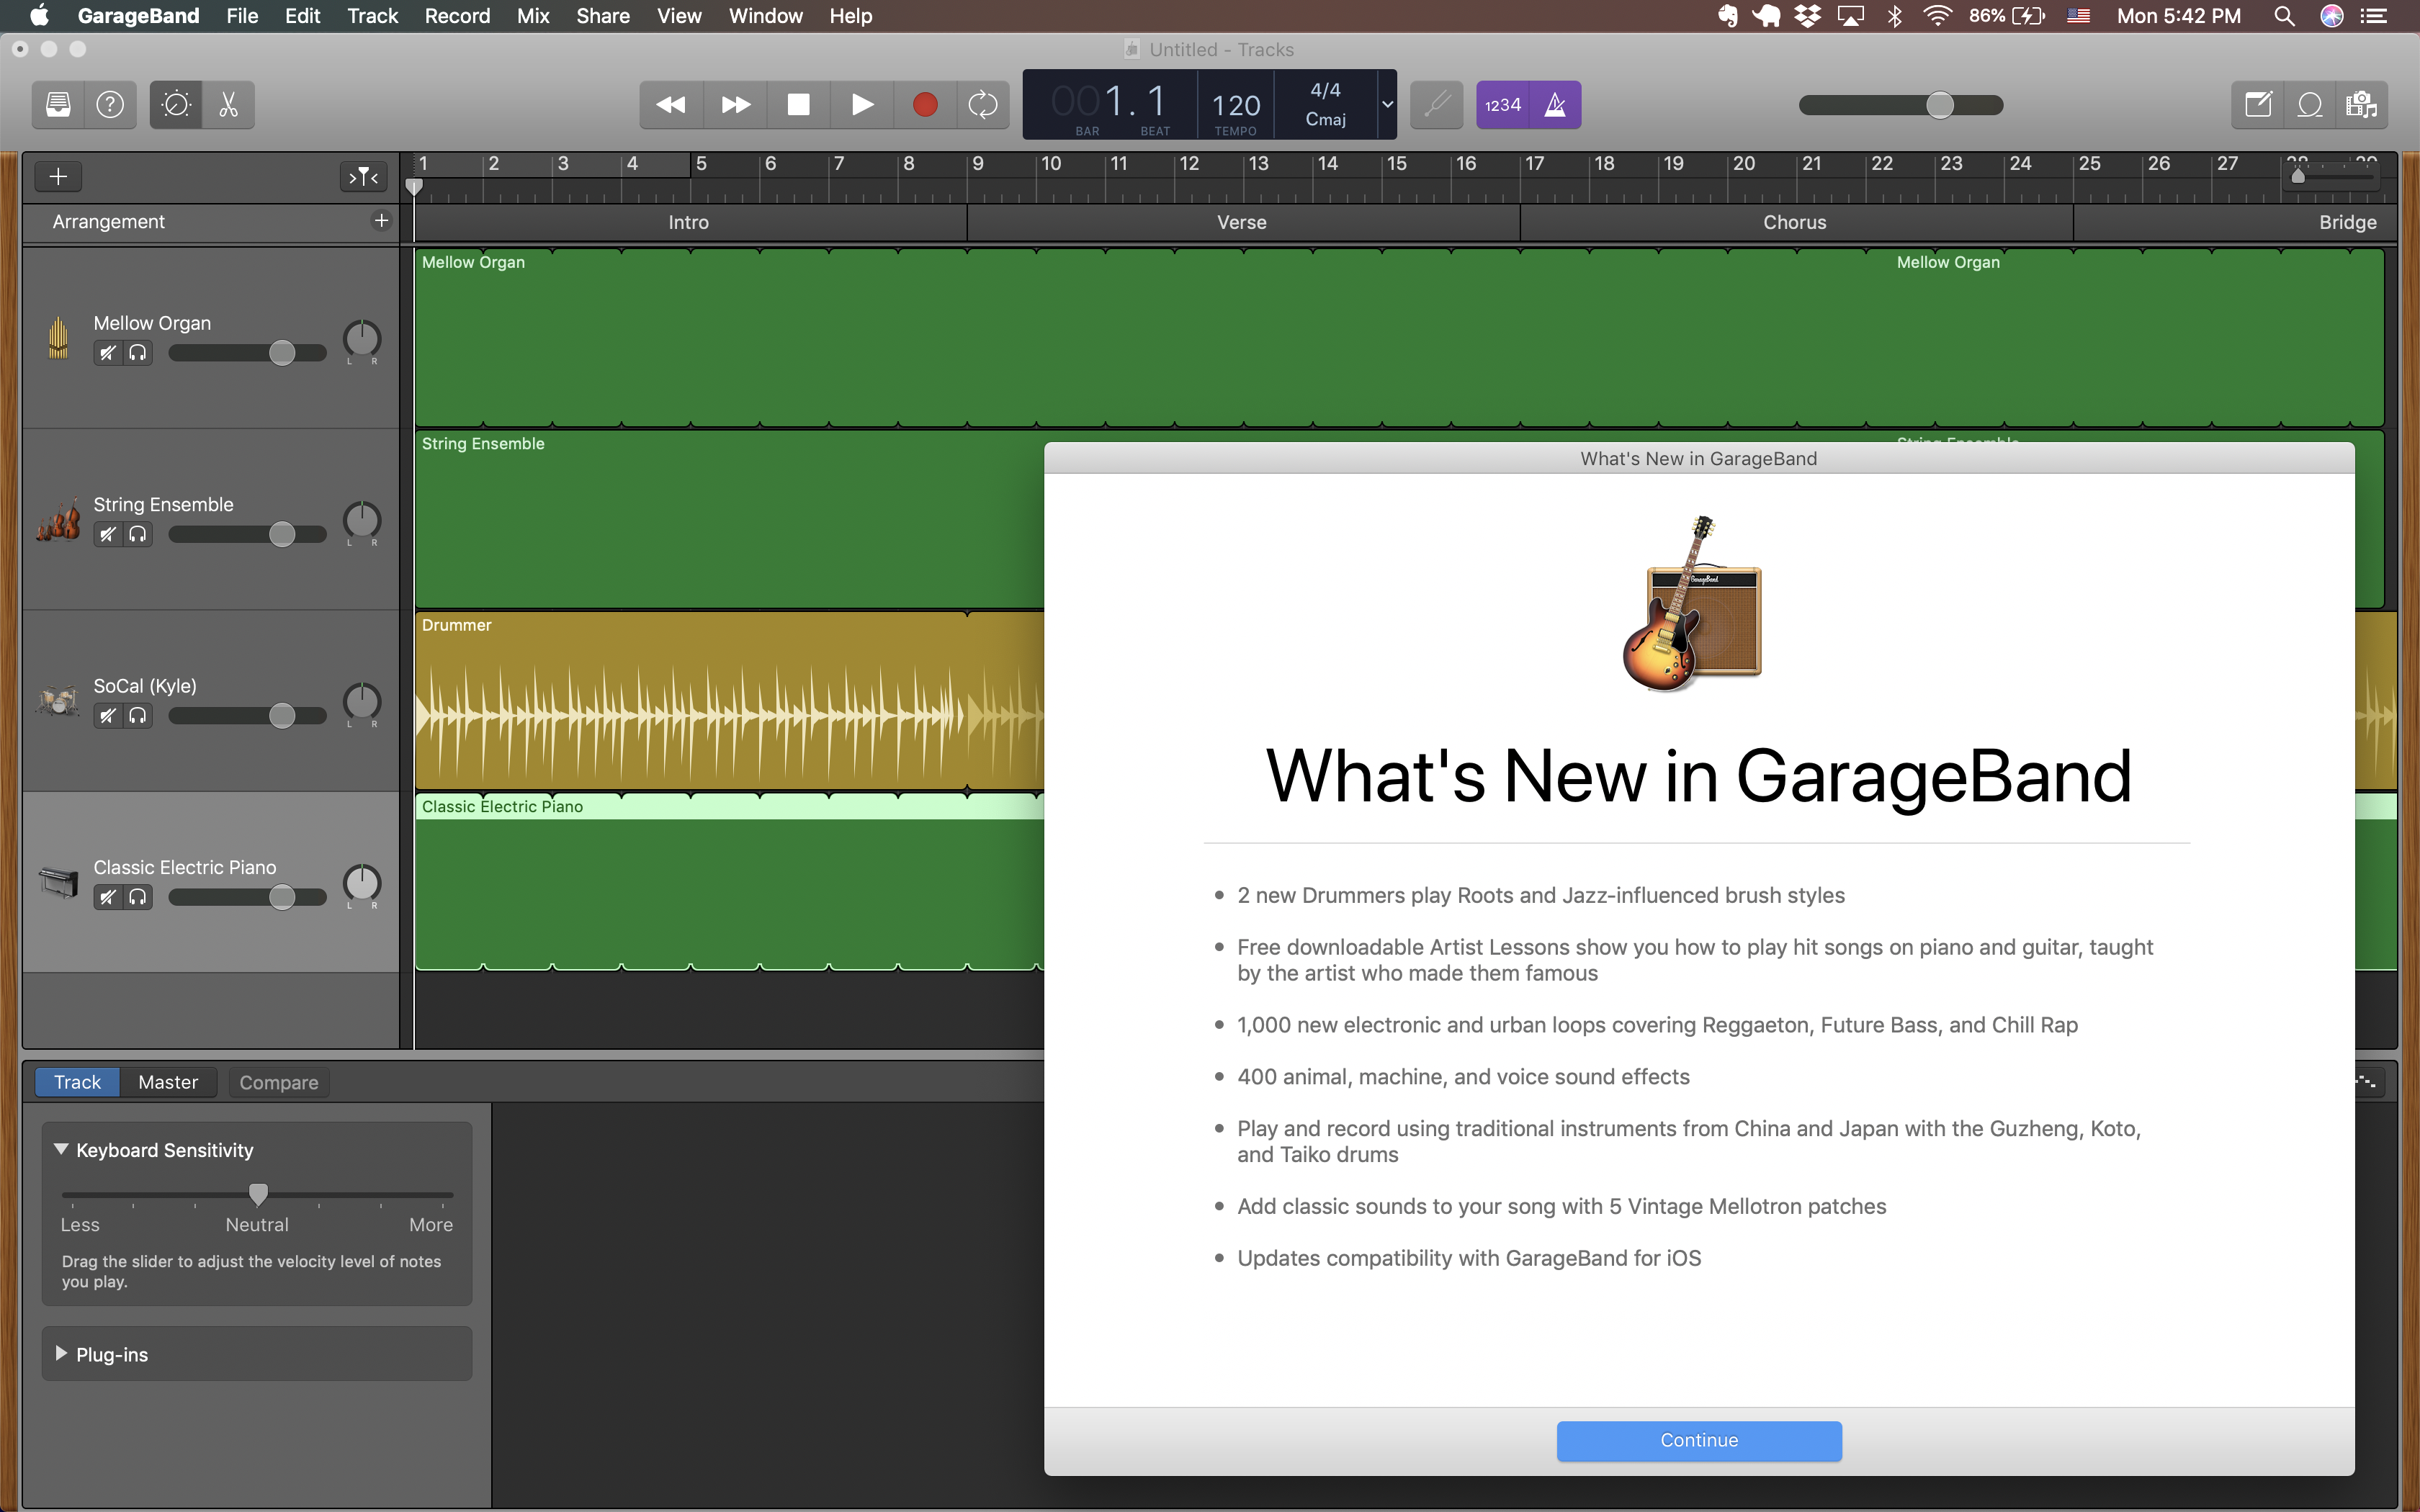 GarageBand File Edit Track Record Mix Share View Window Help 86% Mon 5:42 PM
Untitled - Tracks
001. 1 120 4/4 1234
Cmaj
BAR BEAT TEMPO
1 2 3 4 5 6 7 8 9 10 11 12 13 14 15 16 17 18 19 20 21 22 23 24 25 26 27
Arrangement Intro Verse Chorus Bridge
Mellow Organ Mellow Organ
Mellow Organ
L R
String Ensemble String Ensemble
String Ensemble
L R
Drummer
SoCal (Kyle)
L R
Classic Electric Piano
Classic Electric Piano
L R
Track Master Compare
Keyboard Sensitivity
Less Neutral More
Drag the slider to adjust the velocity level of notes
you play.
Plug-ins
What's New in GarageBand
GarageBand
What's New in GarageBand
• 2 new Drummers play Roots and Jazz-influenced brush styles
• Free downloadable Artist Lessons show you how to play hit songs on piano and guitar, taught
by the artist who made them famous
• 1,000 new electronic and urban loops covering Reggaeton, Future Bass, and Chill Rap
• 400 animal, machine, and voice sound effects
• Play and record using traditional instruments from China and Japan with the Guzheng, Koto,
and Taiko drums
• Add classic sounds to your song with 5 Vintage Mellotron patches
• Updates compatibility with GarageBand for iOS
Continue